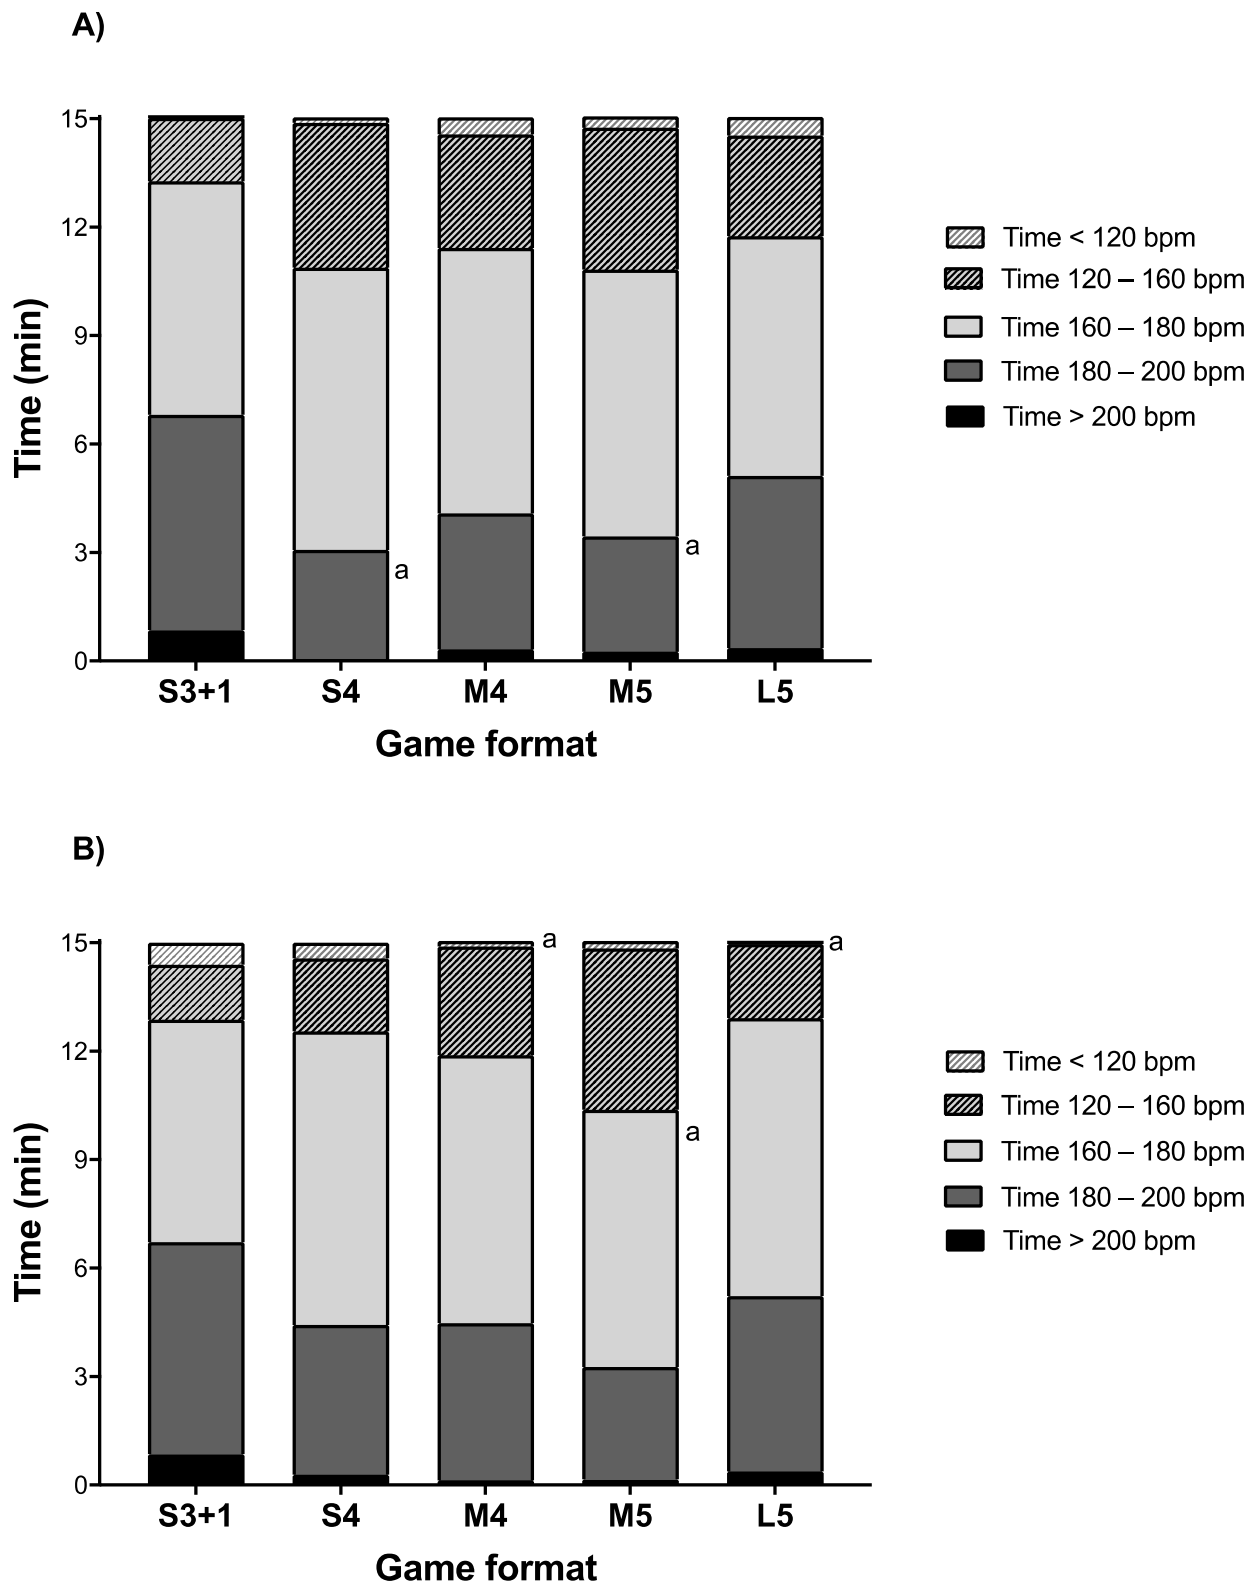 A)
15
12
9
6
3
0
Time (min)
a
a
S3+1 S4 M4 M5 L5
Game format
Time < 120 bpm
Time 120 – 160 bpm
Time 160 – 180 bpm
Time 180 – 200 bpm
Time > 200 bpm
B)
15
12
9
6
3
0
Time (min)
a
a
a
S3+1 S4 M4 M5 L5
Game format
Time < 120 bpm
Time 120 – 160 bpm
Time 160 – 180 bpm
Time 180 – 200 bpm
Time > 200 bpm